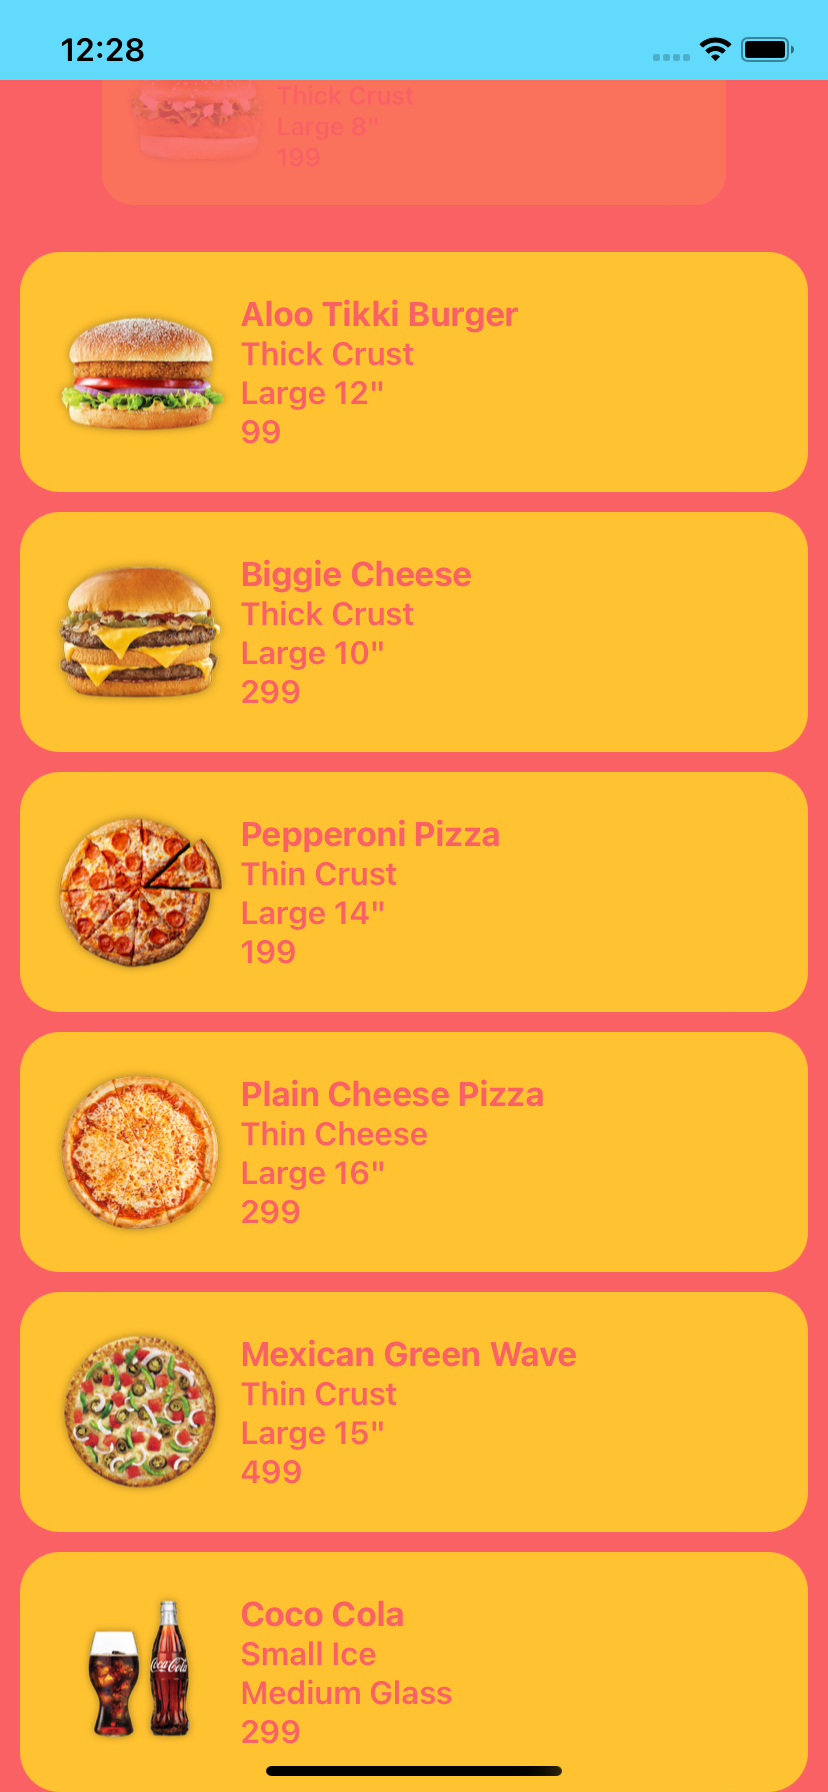 12:28
Thick Crust
Large 8"
199
Aloo Tikki Burger
Thick Crust
Large 12"
99
Biggie Cheese
Thick Crust
Large 10"
299
Pepperoni Pizza
Thin Crust
Large 14"
199
Plain Cheese Pizza
Thin Cheese
Large 16"
299
Mexican Green Wave
Thin Crust
Large 15"
499
Coco Cola
Small Ice
Coca-Cola
Medium Glass
299